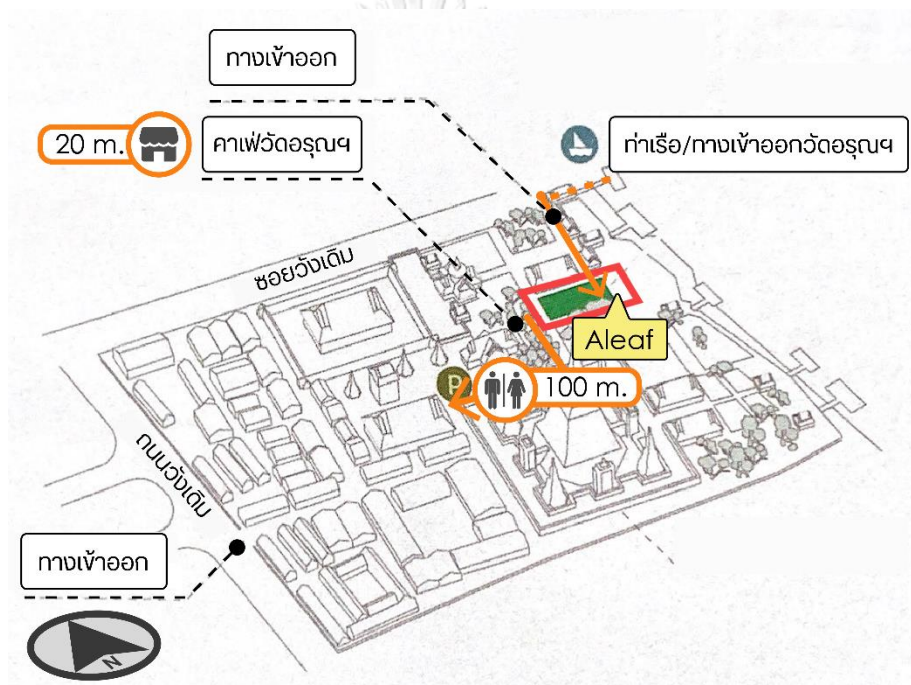 ทางเข้าออก
20 m.
คาเฟ่วัดอรุณฯ
ท่าเรือ/ทางเข้าออกวัดอรุณฯ
ซอยวังเดิม
Aleaf
P
100 m.
ถนนวังเดิม
ทางเข้าออก
N